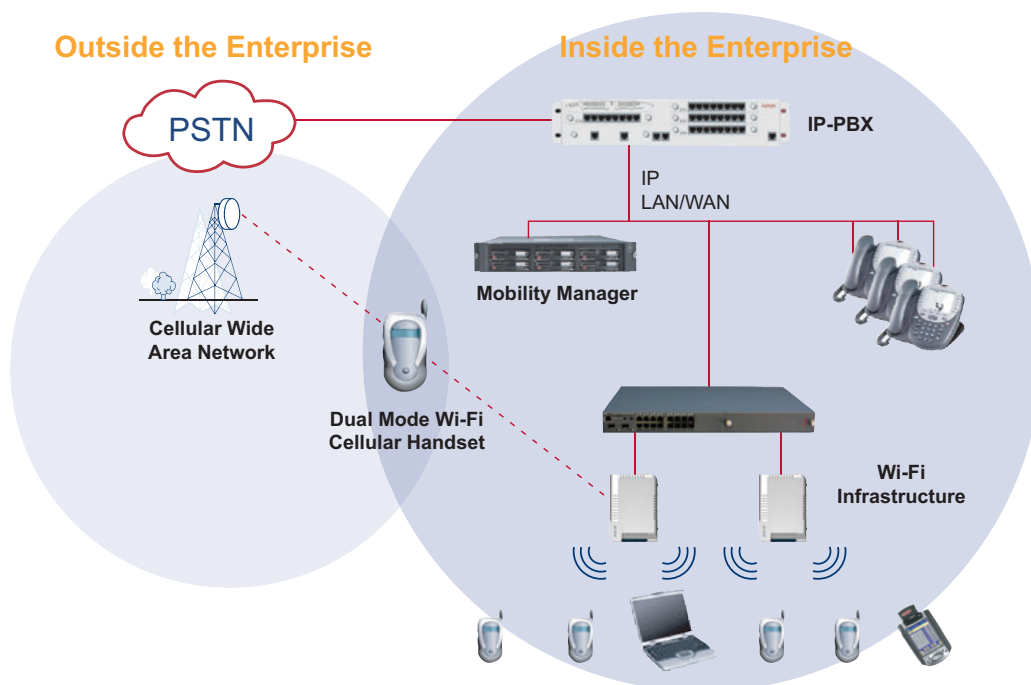 Outside the Enterprise
Inside the Enterprise
PSTN
IP-PBX
IP
LAN/WAN
Mobility Manager
Cellular Wide
Area Network
Dual Mode Wi-Fi
Cellular Handset
Wi-Fi
Infrastructure